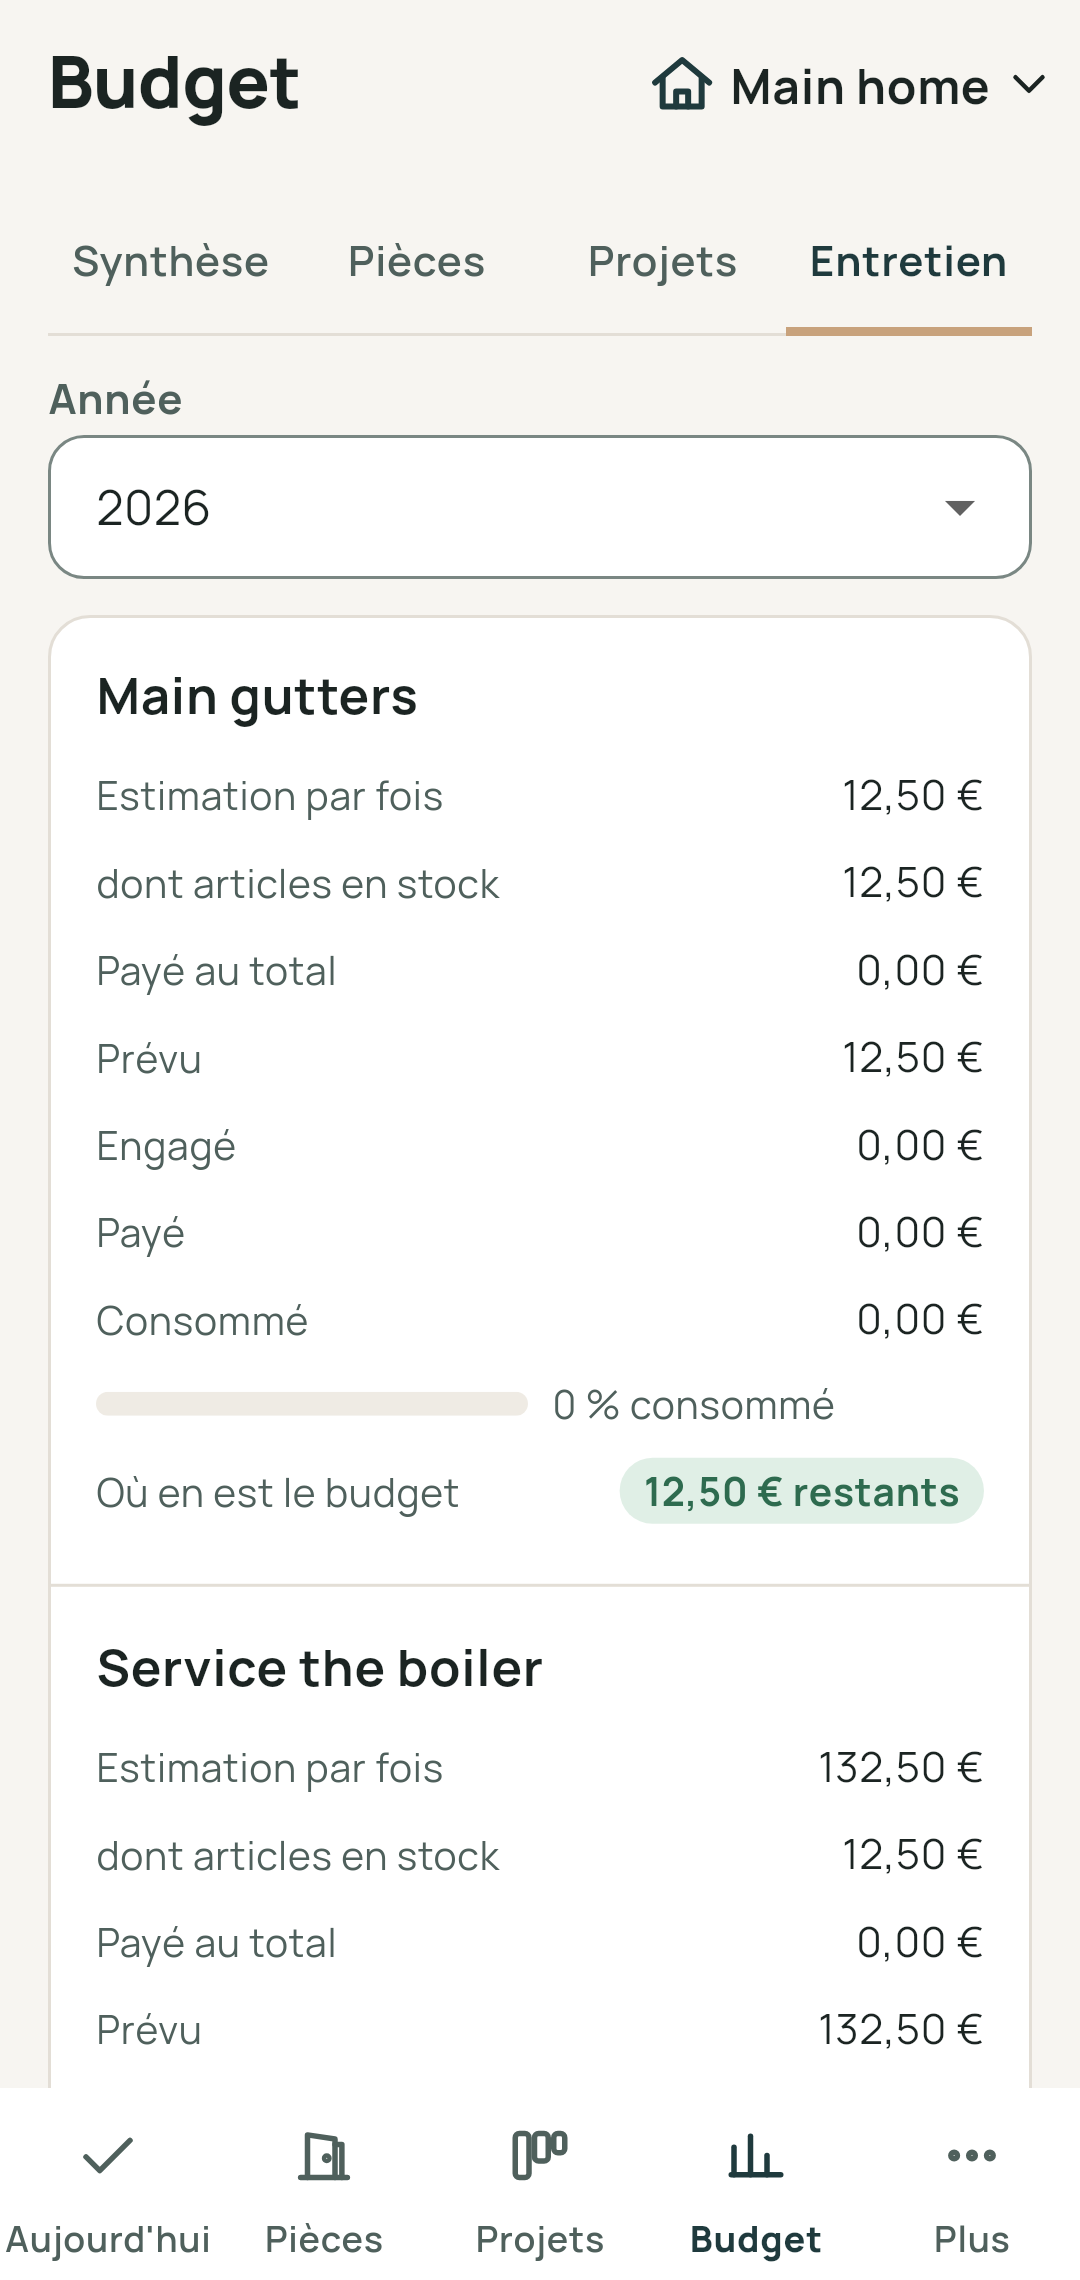 Budget
Main home
Synthèse Pièces Projets Entretien
Année
2026
Main gutters
Estimation par fois 12,50 €
dont articles en stock 12,50 €
Payé au total 0,00 €
Prévu 12,50 €
Engagé 0,00 €
Payé 0,00 €
Consommé 0,00 €
0 % consommé
Où en est le budget 12,50 € restants
Service the boiler
Estimation par fois 132,50 €
dont articles en stock 12,50 €
Payé au total 0,00 €
Prévu 132,50 €
Aujourd'hui Pièces Projets Budget Plus